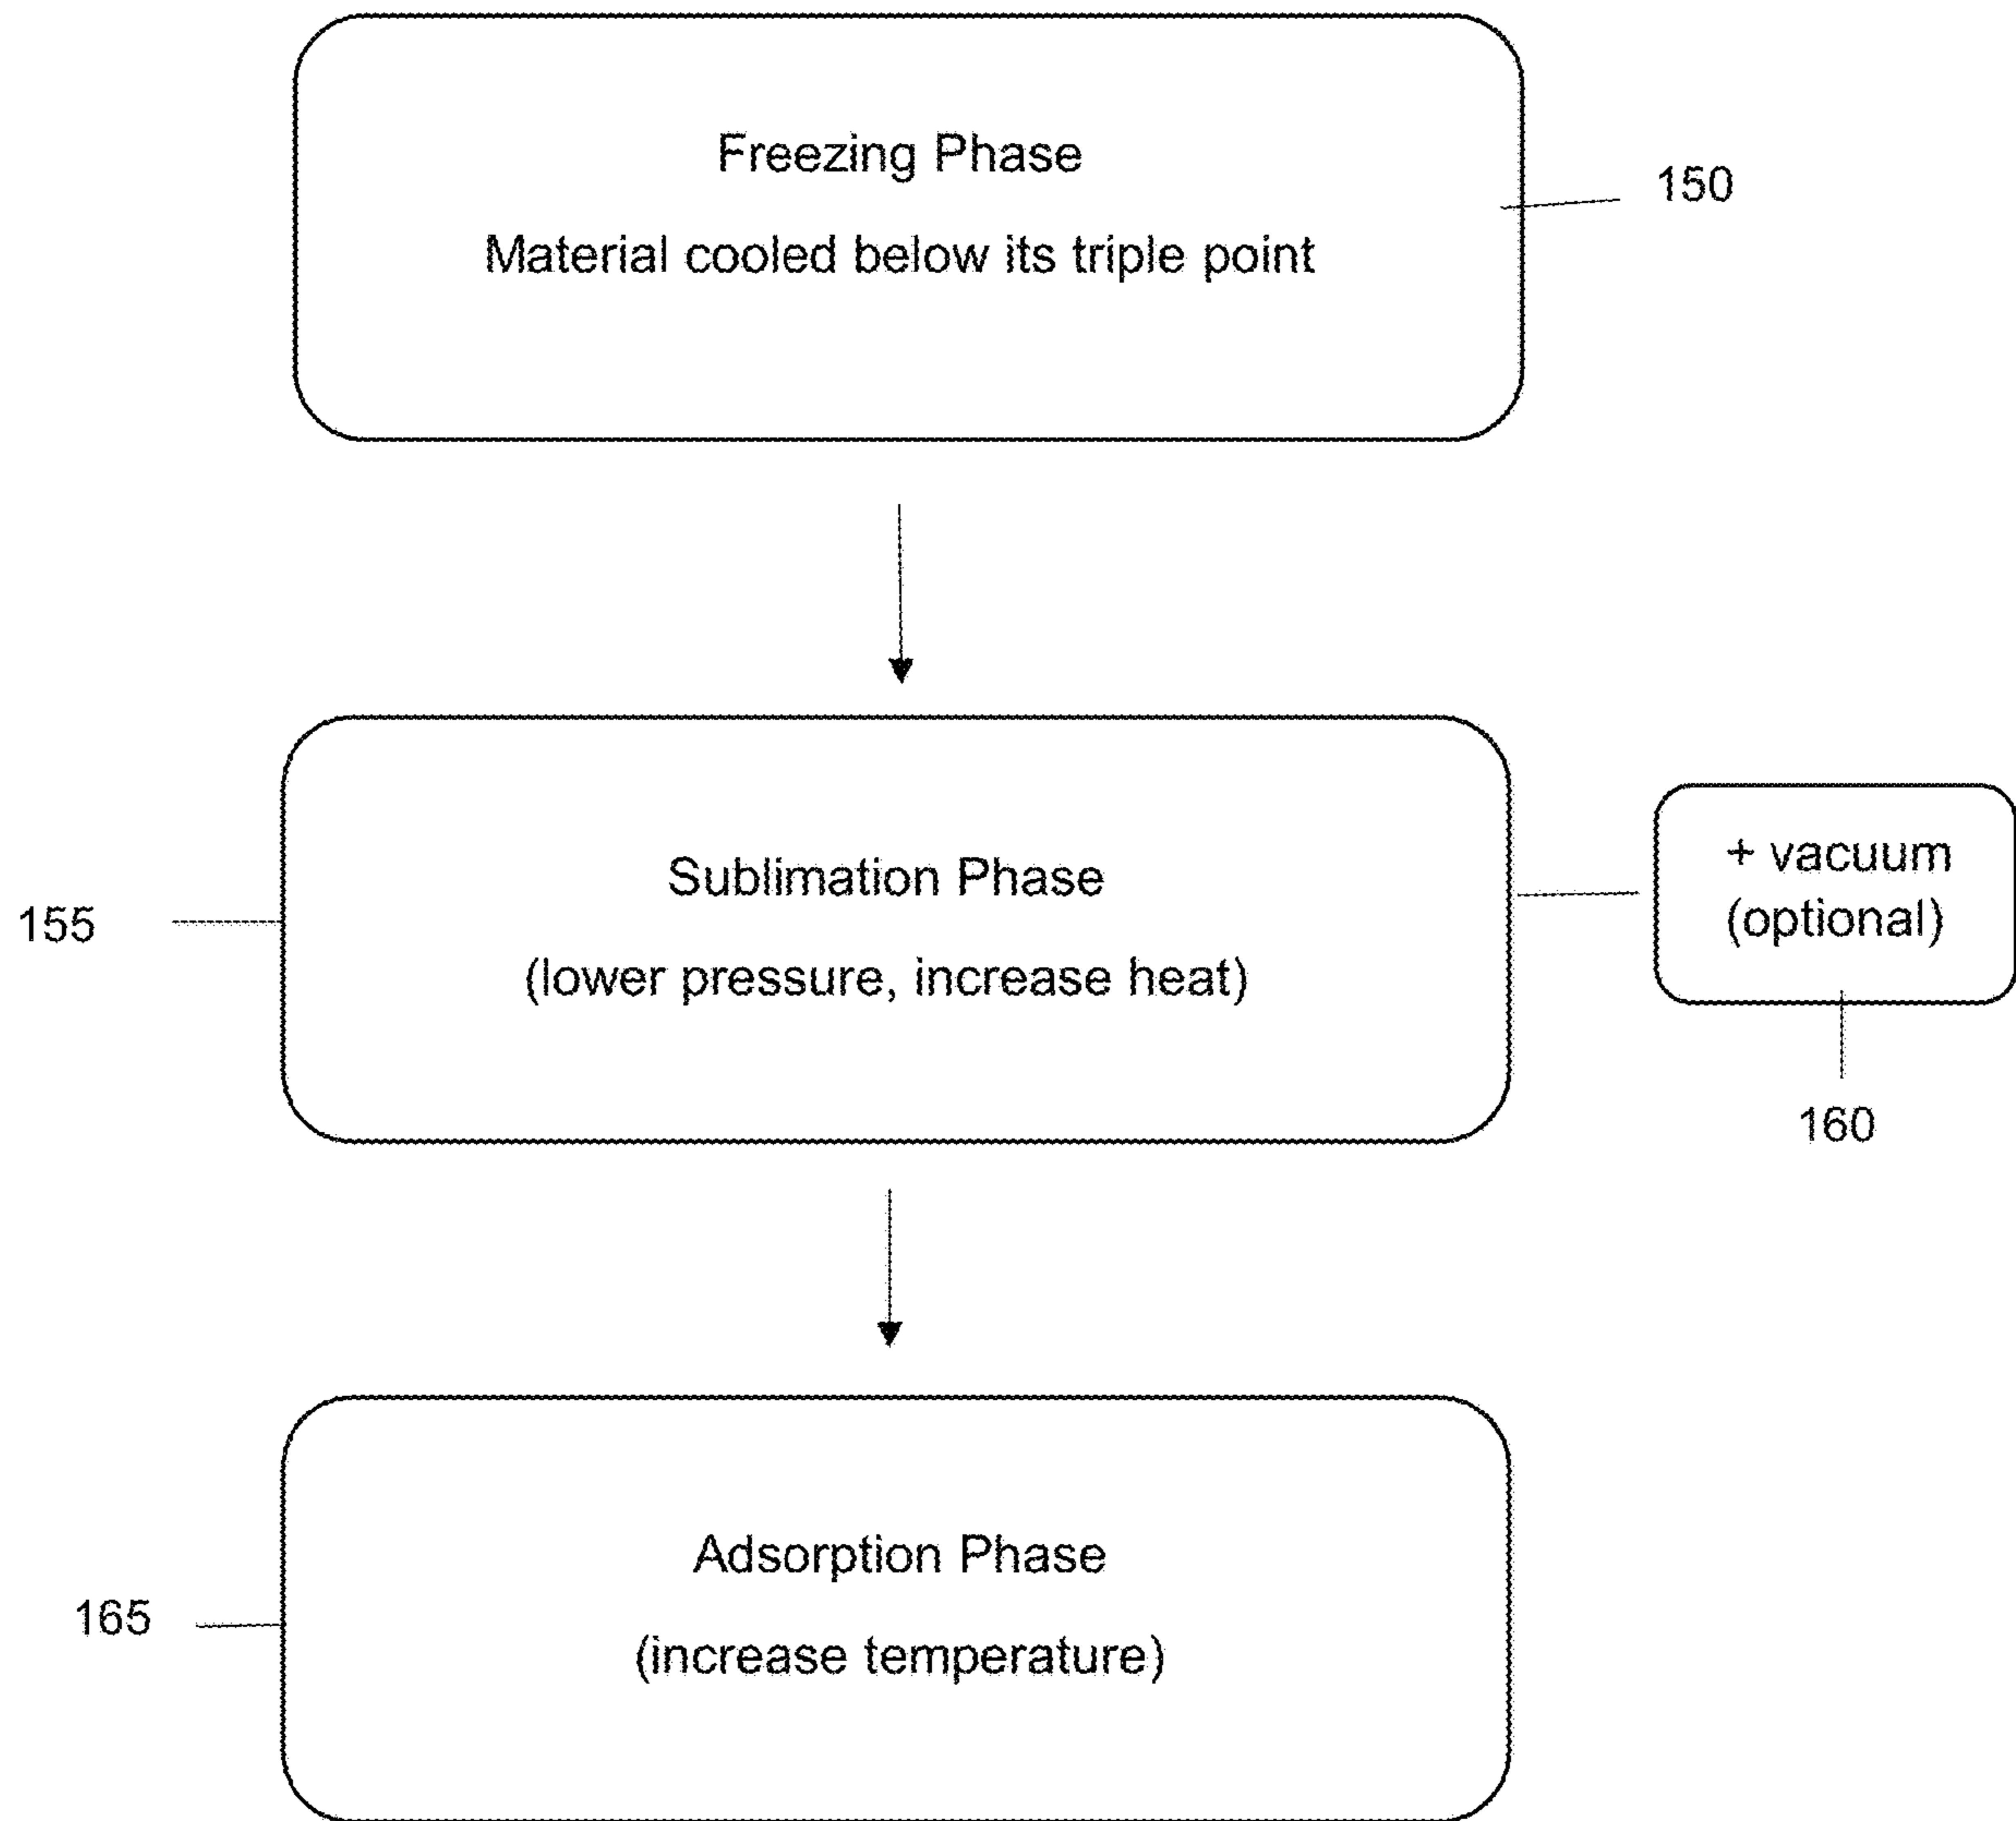 Freezing Phase
Material cooled below its triple point
150
Sublimation Phase
(lower pressure, increase heat)
155
+ vacuum
(optional)
160
Adsorption Phase
(increase temperature)
165